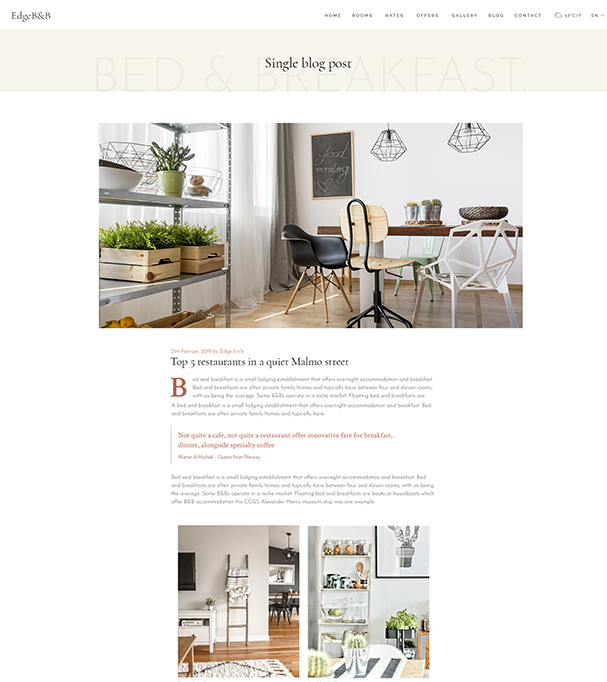 EdgeB&B
HOME ROOMS RATES OFFERS GALLERY BLOG CONTACT 13°C/F EN
BED & BREAKFAST.
Single blog post
Good
morning
21th Februar, 2019 by Edge b'n'b
Top 5 restaurants in a quiet Malmo street
Bed and breakfast is a small lodging establishment that offers overnight accommodation and breakfast.
Bed and breakfasts are often private family homes and typically have between four and eleven rooms,
with six being the average. Some B&Bs operate in a niche market. Floating bed and breakfasts are
A bed and breakfast is a small lodging establishment that offers overnight accommodation and breakfast. Bed
and breakfasts are often private family homes and typically have.
Not quite a cafe, not quite a restaurant offer innovative fare for breakfast,
dinner, alongside specialty coffee
Martin & Michael - Guests from Norway
Bed and breakfast is a small lodging establishment that offers overnight accommodation and breakfast. Bed
and breakfasts are often private family homes and typically have between four and eleven rooms, with six being
the average. Some B&Bs operate in a niche market. Floating bed and breakfasts are boats or houseboats which
offer B&B accommodation the CCGS Alexander Henry museum ship was one example.